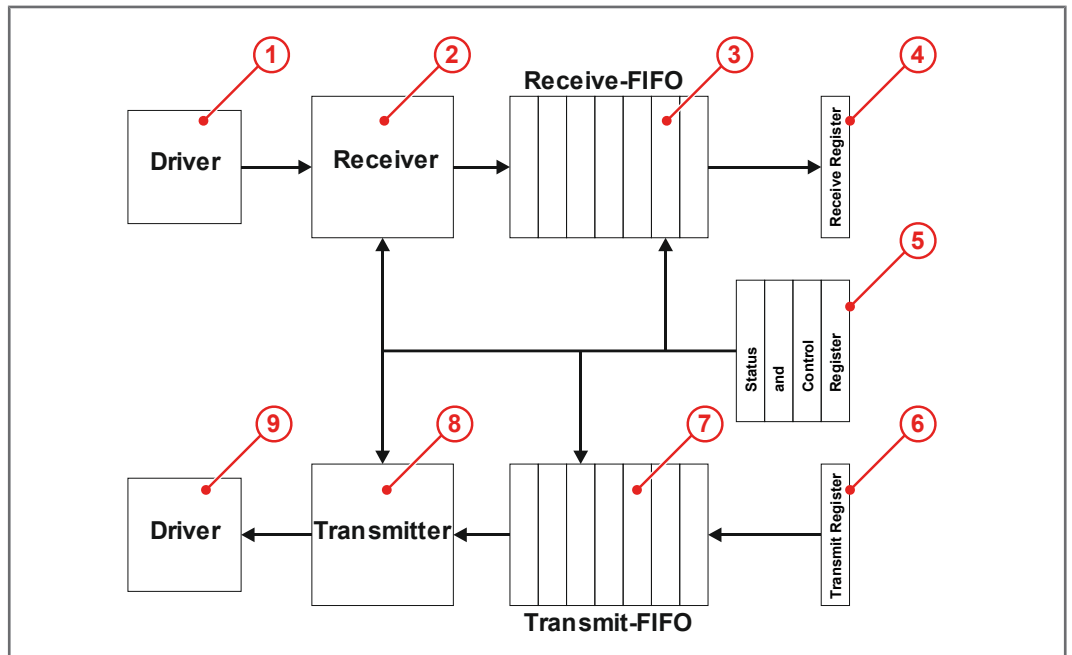 1
2
3
4
Receive-FIFO
Driver
Receiver
Receive Register
5
Status
and
Control
Register
9
8
7
6
Driver
Transmitter
Transmit Register
Transmit-FIFO